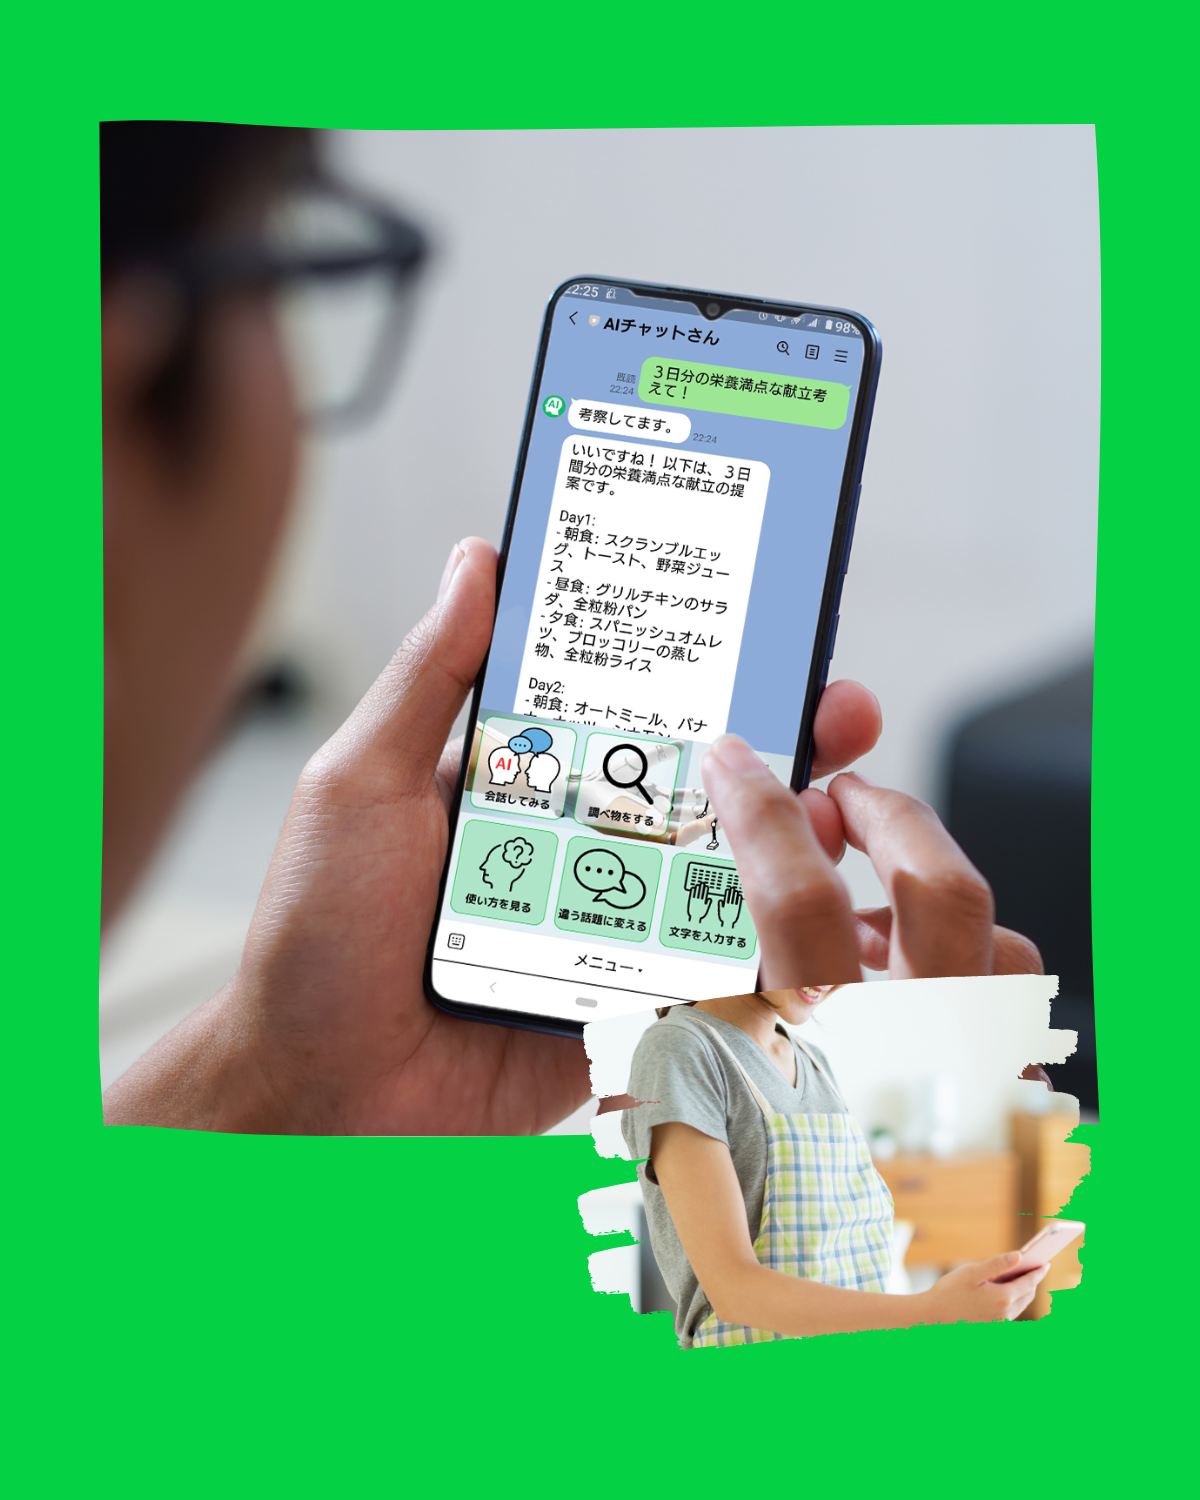 22:25
98%
AIチャットさん
３日分の栄養満点な献立考
えて！
既読
22:24
AI
考察してます。
22:24
いいですね！ 以下は、３日
間分の栄養満点な献立の提
案です。
Day1:
- 朝食: スクランブルエッ
グ、トースト、野菜ジュー
ス
- 昼食: グリルチキンのサラ
ダ、全粒粉パン
- 夕食: スパニッシュオムレ
ツ、ブロッコリーの蒸し
物、全粒粉ライス
Day2:
- 朝食: オートミール、バナ
AI
会話してみる
調べ物をする
使い方を見る
違う話題に変える
文字を入力する
メニュー